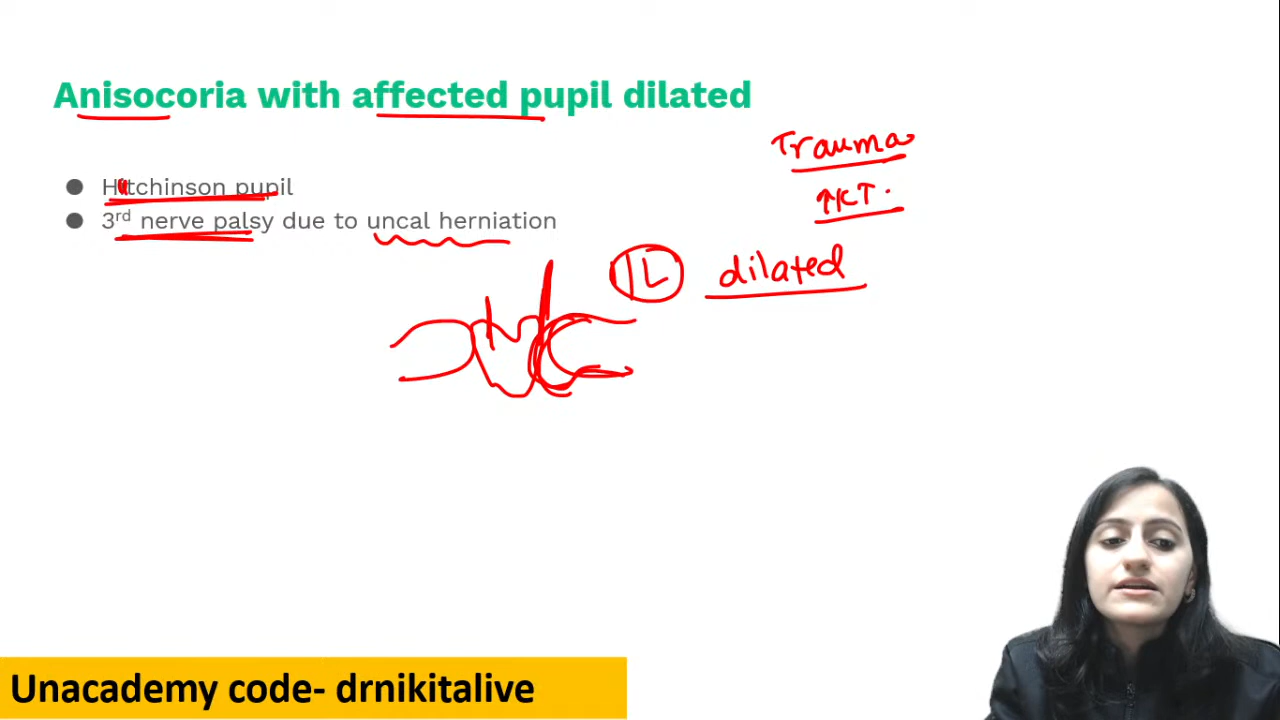 Anisocoria with affected pupil dilated
Trauma
● Hutchinson pupil
↑ICT.
● 3rd nerve palsy due to uncal herniation
IL dilated
Unacademy code- drnikitalive